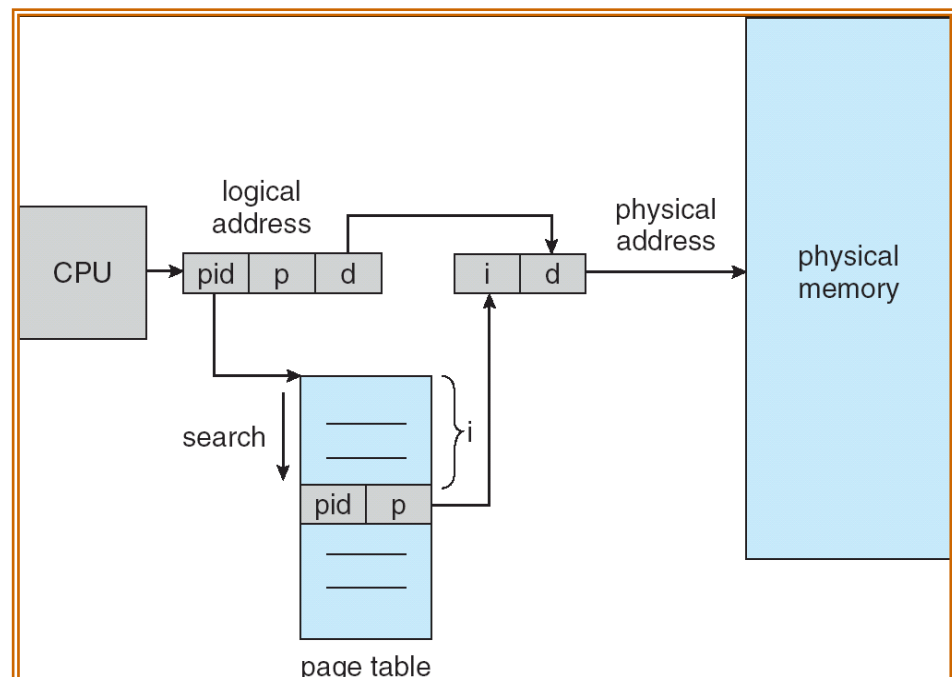 logical
address
physical
address
CPU
pid p d
i d
physical
memory
search
i
pid p
page table